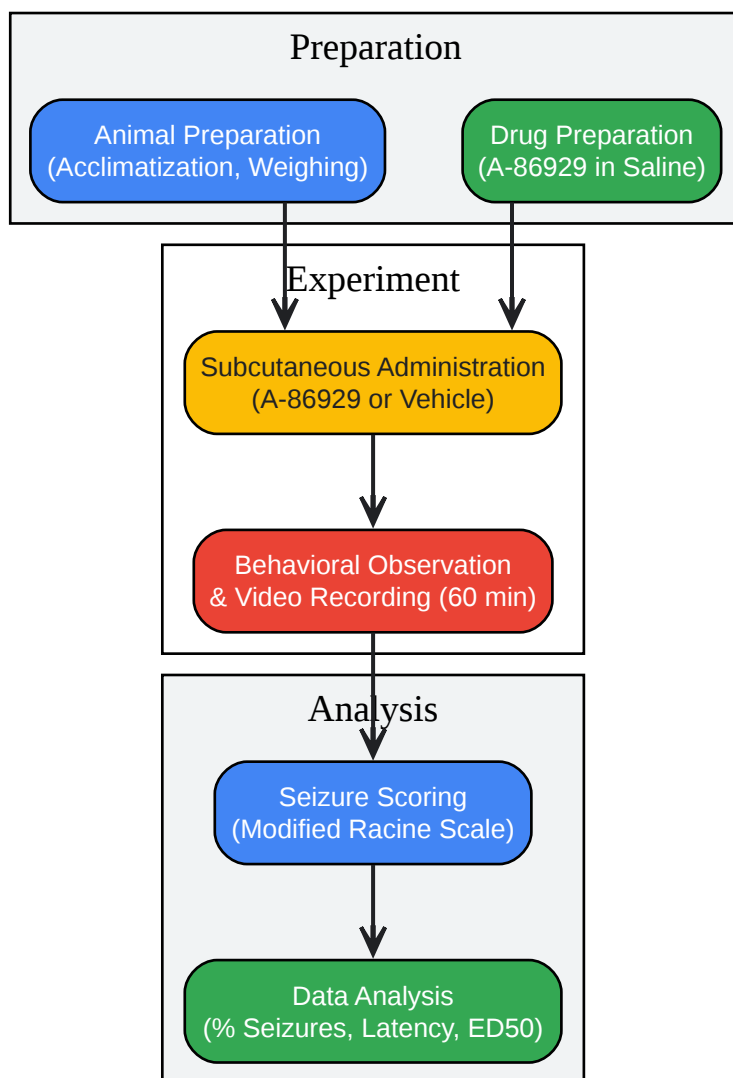 Preparation
Animal Preparation
(Acclimatization, Weighing)
Drug Preparation
(A-86929 in Saline)
Experiment
Subcutaneous Administration
(A-86929 or Vehicle)
Behavioral Observation
& Video Recording (60 min)
Analysis
Seizure Scoring
(Modified Racine Scale)
Data Analysis
(% Seizures, Latency, ED50)